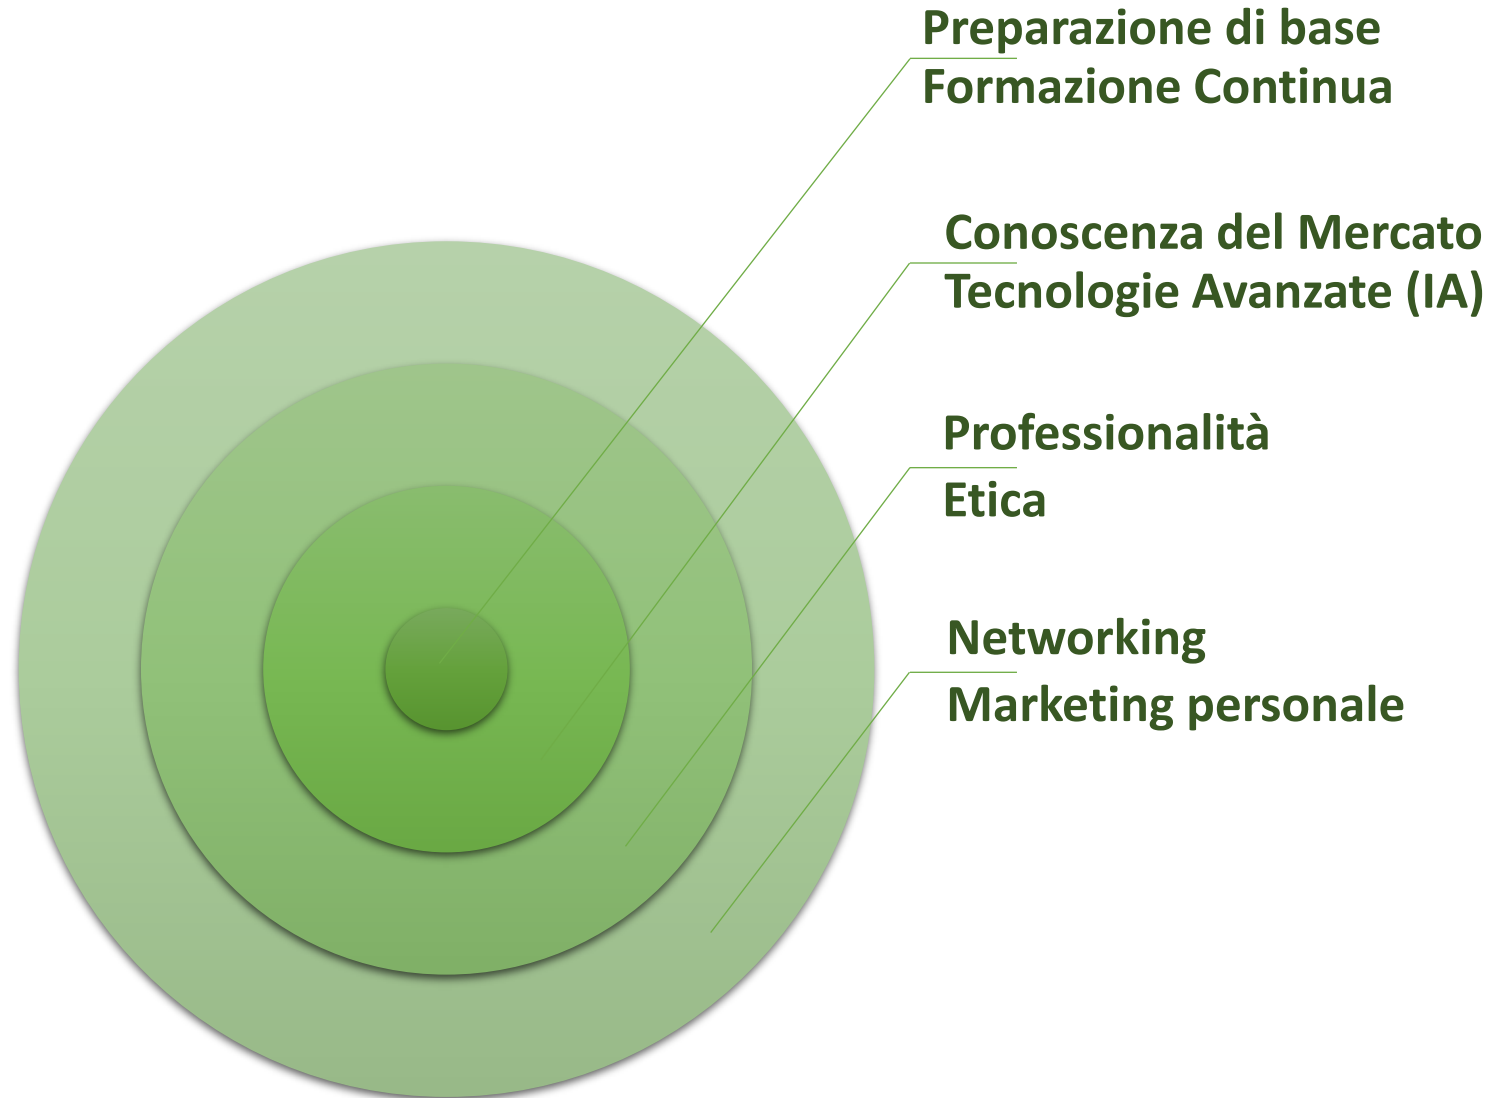 Preparazione di base
Formazione Continua
Conoscenza del Mercato
Tecnologie Avanzate (IA)
Professionalità
Etica
Networking
Marketing personale